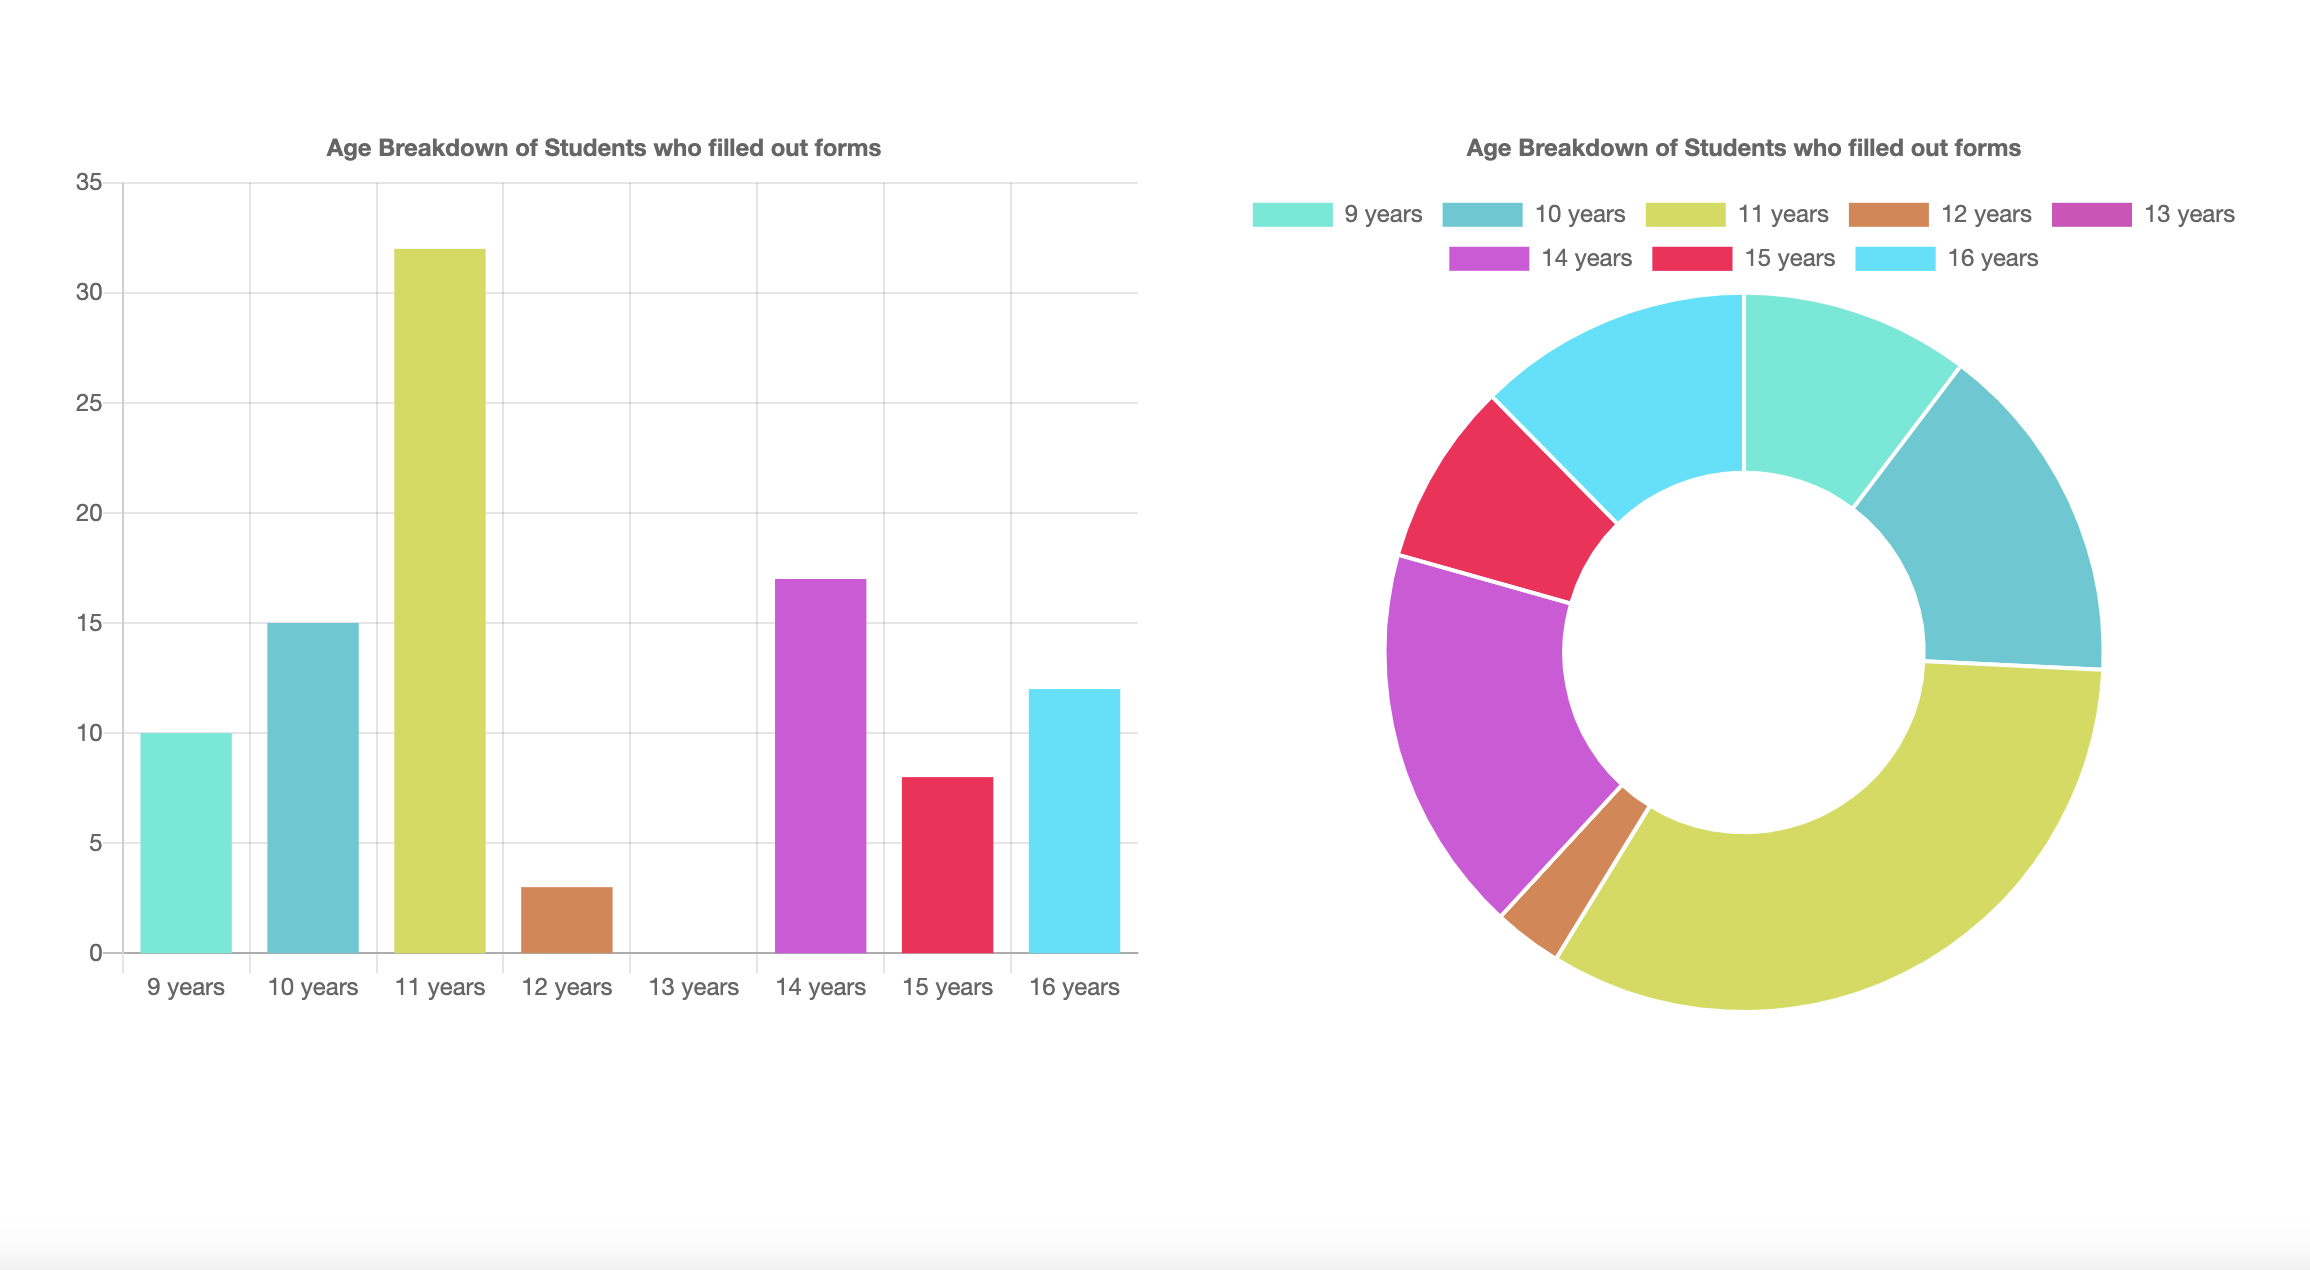 Age Breakdown of Students who filled out forms
35
30
25
20
15
10
5
0
9 years 10 years 11 years 12 years 13 years 14 years 15 years 16 years
Age Breakdown of Students who filled out forms
9 years 10 years 11 years 12 years 13 years
14 years 15 years 16 years